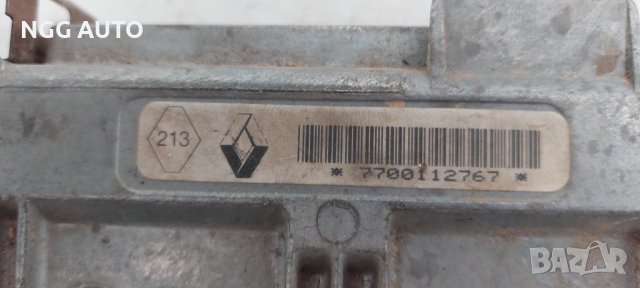 NGG AUTO
213
* 7700112767 *
BAZAR